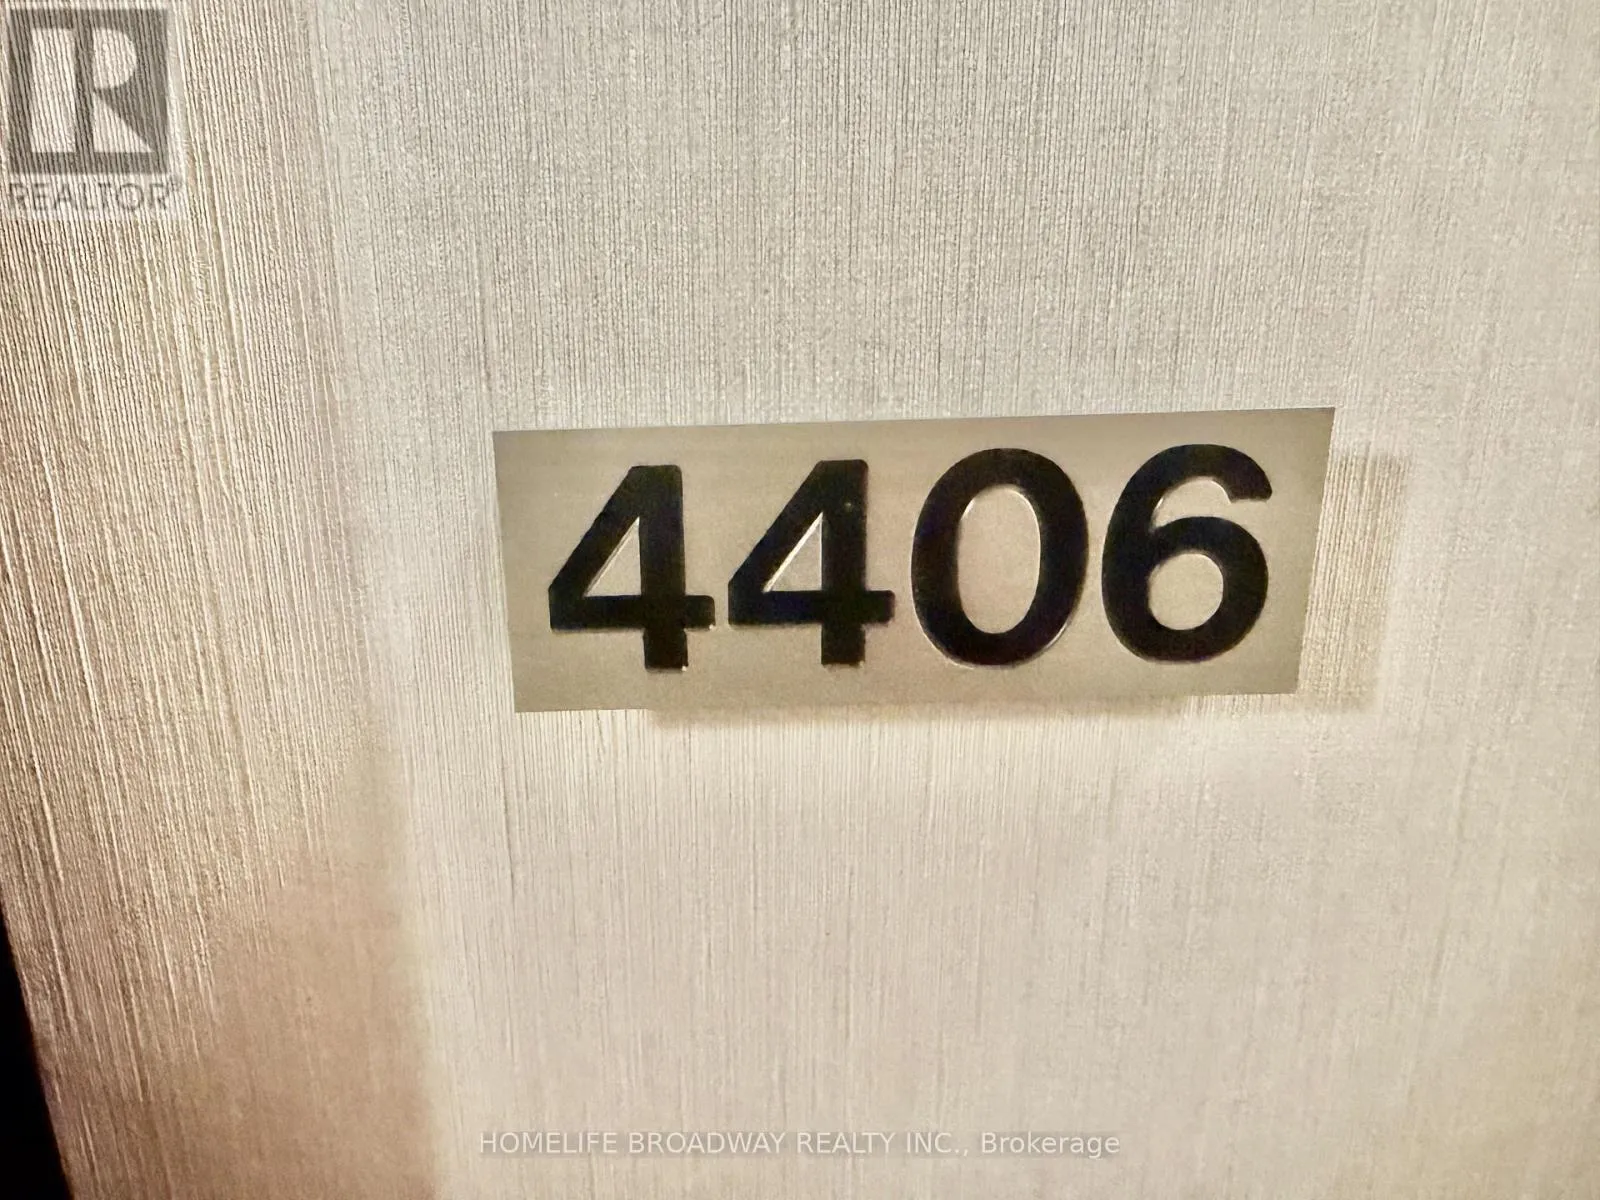 REALTOR®
4406
HOMELIFE BROADWAY REALTY INC., Brokerage